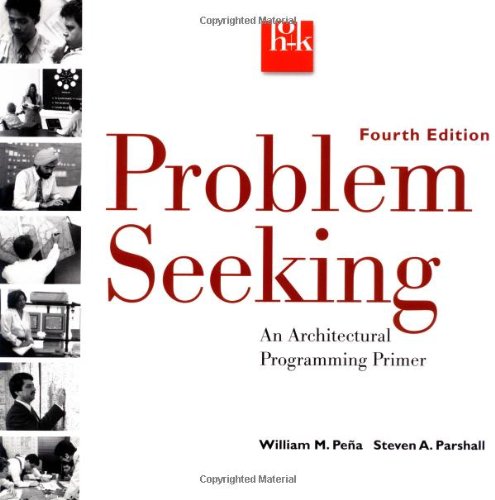 Copyrighted Material
h+o+k
Fourth Edition
Problem
Seeking
An Architectural
Programming Primer
William M. Peña Steven A. Parshall
Copyrighted Material